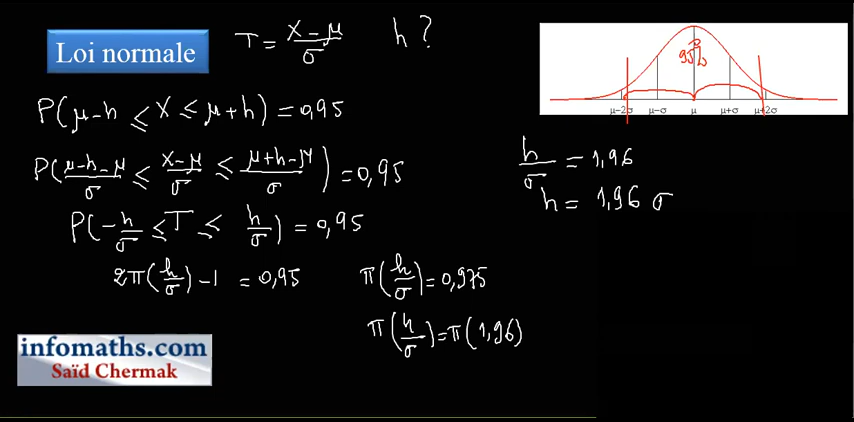 Loi normale
T = (X − μ)/σ   h ?
95%
μ−2σ μ−σ μ μ+σ μ+2σ
P(μ−h ≤ X ≤ μ+h) = 0,95
P((μ−h−μ)/σ ≤ (X−μ)/σ ≤ (μ+h−μ)/σ) = 0,95
P(−h/σ ≤ T ≤ h/σ) = 0,95
2π(h/σ) − 1 = 0,95
π(h/σ) = 0,975
π(h/σ) = π(1,96)
h/σ = 1,96
h = 1,96 σ
infomaths.com
Saïd Chermak